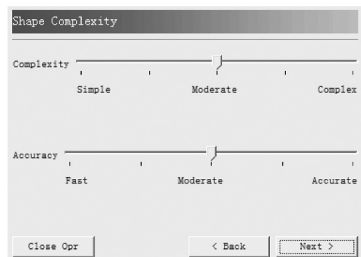 Shape Complexity
Complexity
Simple Moderate Complex
Accuracy
Fast Moderate Accurate
Close Opr < Back Next >